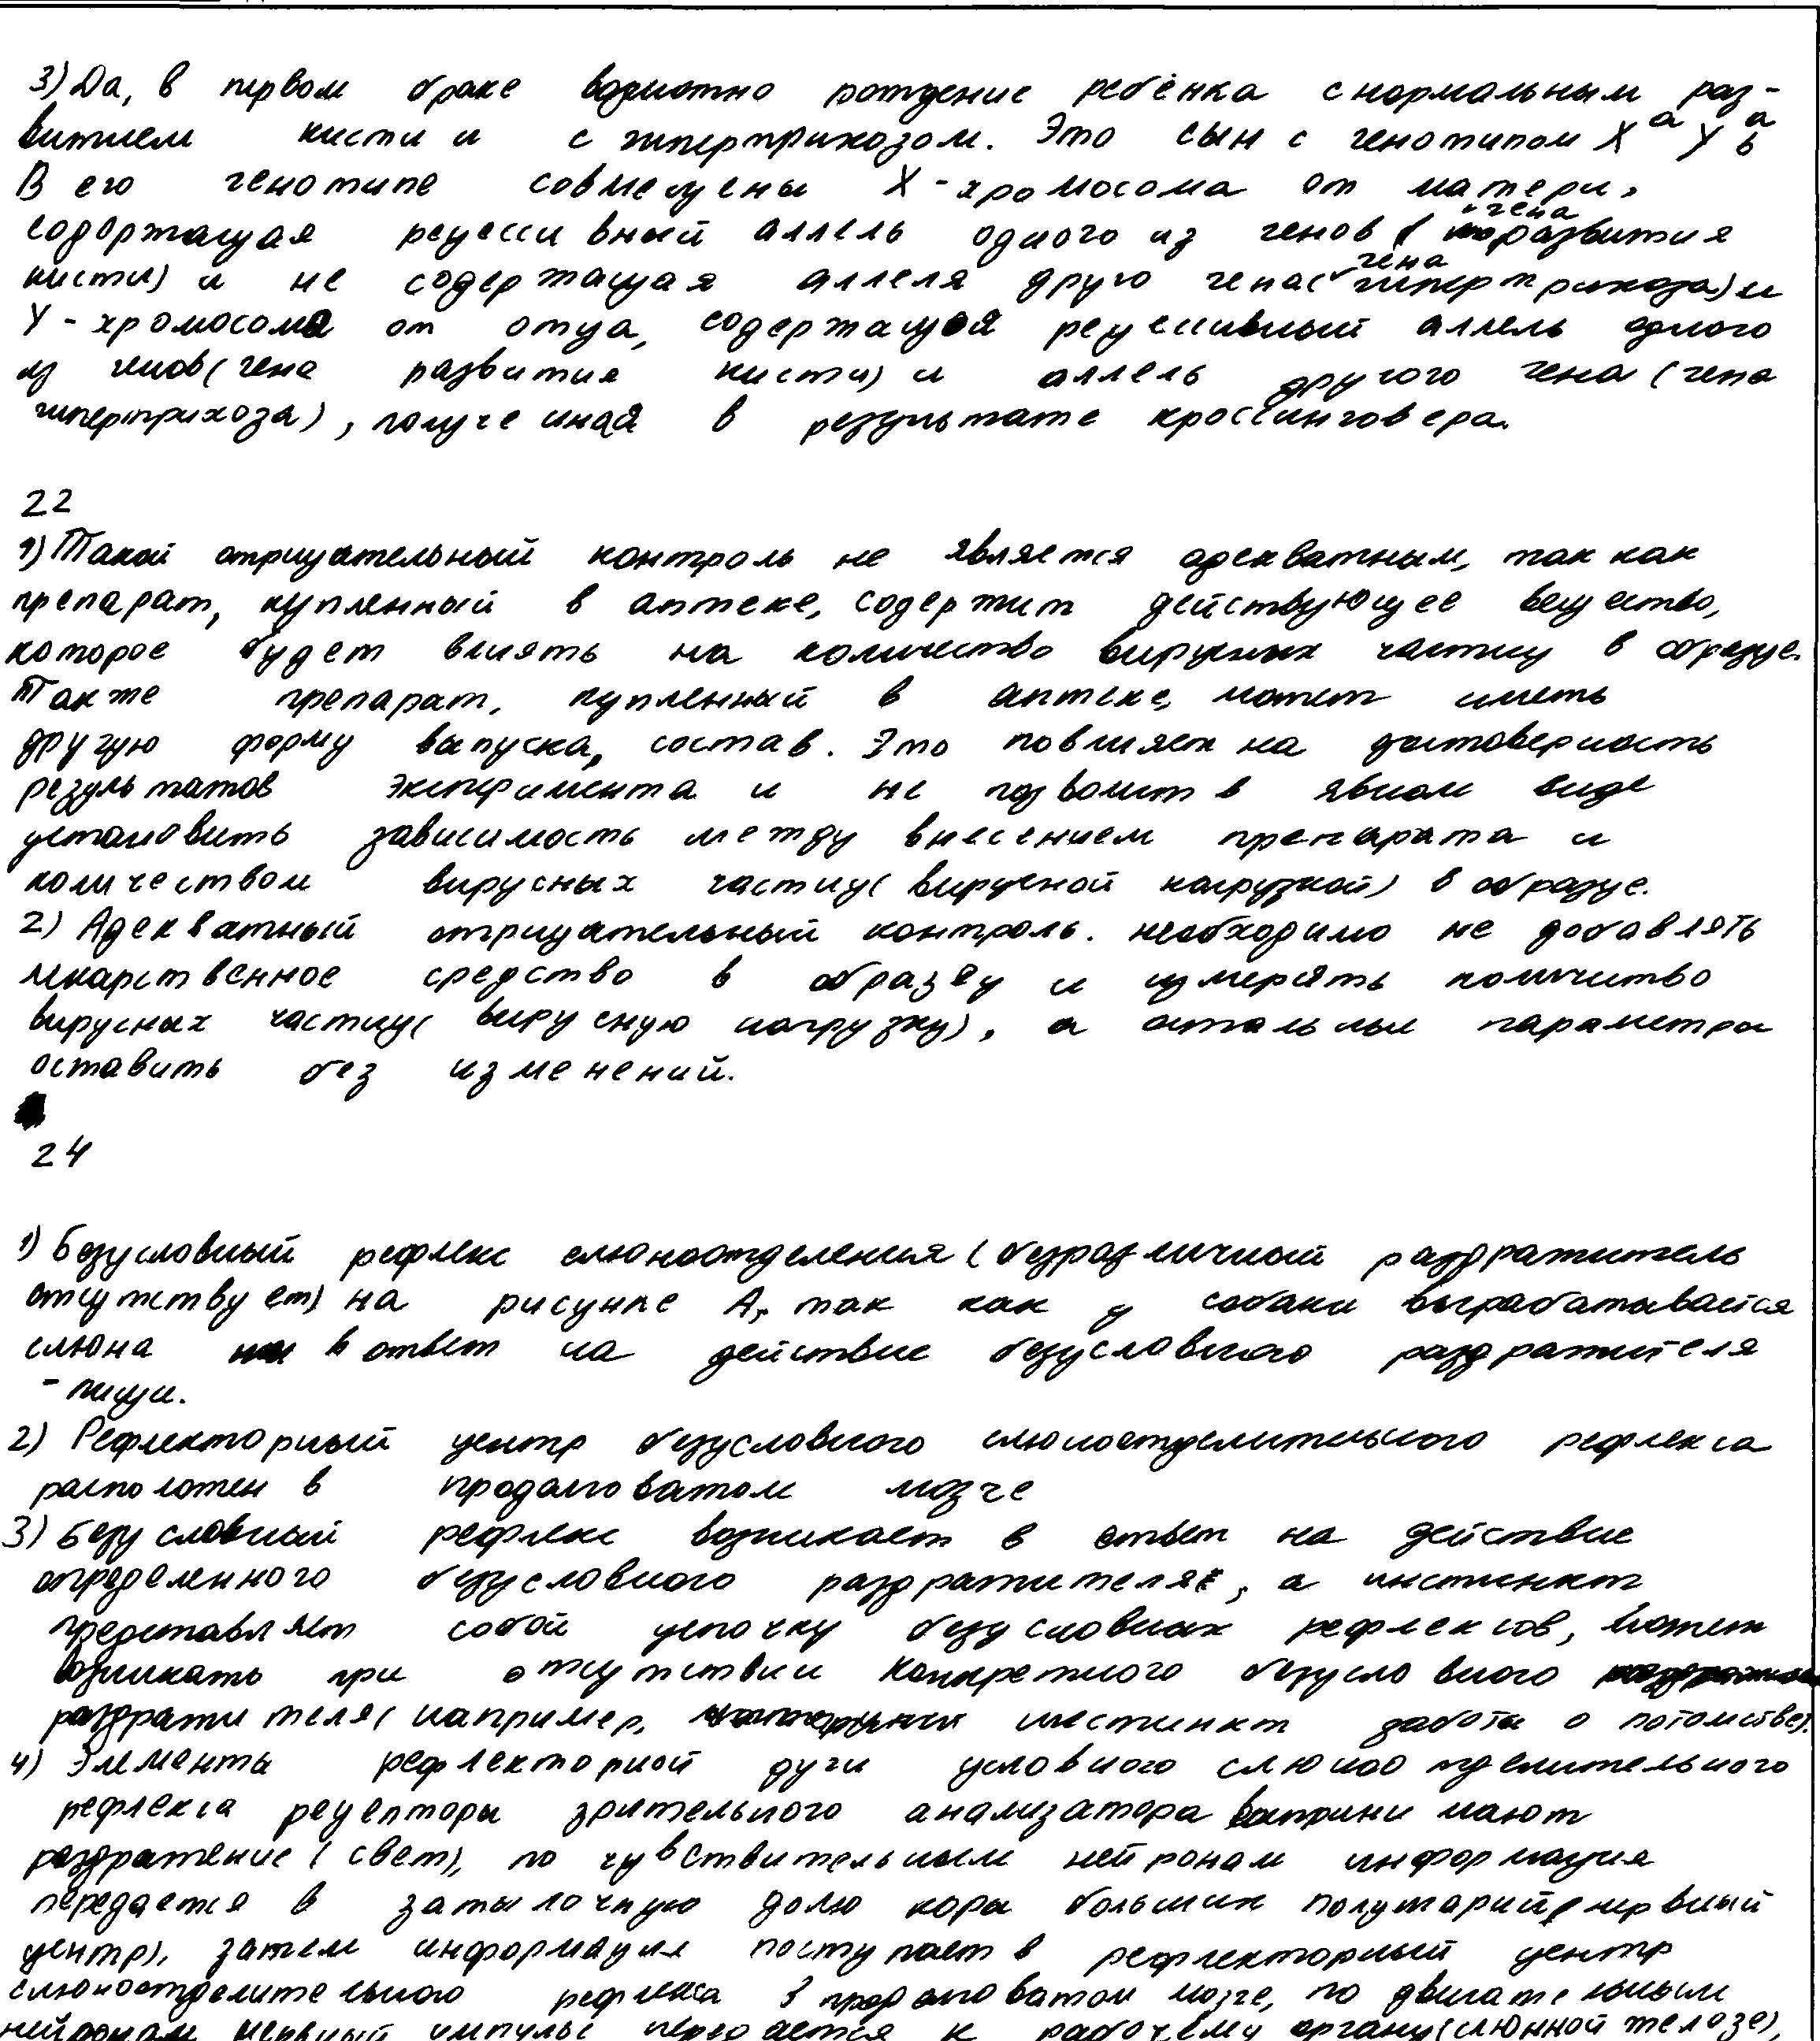 3) Да, в первом браке вероятно рождение ребёнка с нормальным раз-
витием кисти и с гипертрихозом. Это сын с генотипом XᵃYᵃb
В его генотипе совмещены X-хромосома от матери,
содержащая рецессивный аллель одного из генов (гена развития
кисти) и не содержащая аллеля друго гена (гена гипертрихоза) и
Y-хромосома от отца, содержащая рецессивный аллель одного
из генов (гена развития кисти) и аллель другого гена (гена
гипертрихоза), полученная в результате кроссинговера.
22
1) Такой отрицательный контроль не является адекватным, так как
препарат, купленный в аптеке, содержит действующее вещество,
которое будет влиять на количество вирусных частиц в образце.
Также препарат, купленный в аптеке, может иметь
другую форму выпуска, состав. Это повлияет на достоверность
результатов эксперимента и не позволит в явном виде
установить зависимость между внесением препарата и
количеством вирусных частиц (вирусной нагрузкой) в образце.
2) Адекватный отрицательный контроль. необходимо не добавлять
лекарственное средство в образец и измерять количество
вирусных частиц (вирусную нагрузку), а остальные параметры
оставить без изменений.
24
1) Безусловный рефлекс слюноотделения (безразличный раздражитель
отсутствует) на рисунке А, так как у собаки вырабатывается
слюна в ответ на действие безусловного раздражителя
- пищи.
2) Рефлекторный центр безусловного слюноотделительного рефлекса
расположен в продолговатом мозге
3) Безусловный рефлекс возникает в ответ на действие
определенного безусловного раздражителя, а инстинкт
представляет собой цепочку безусловных рефлексов, может
возникать при отсутствии конкретного безусловного
раздражителя (например, инстинкт заботы о потомстве).
4) Элементы рефлекторной дуги условного слюноотделительного
рефлекса рецепторы зрительного анализатора воспринимают
раздражение (свет), по чувствительным нейронам информация
передается в затылочную долю коры больших полушарий (нервный
центр), затем информация поступает в рефлекторный центр
слюноотделительного рефлекса в продолговатом мозге, по двигательным
нейронам нервный импульс передается к рабочему органу (слюнной железе),